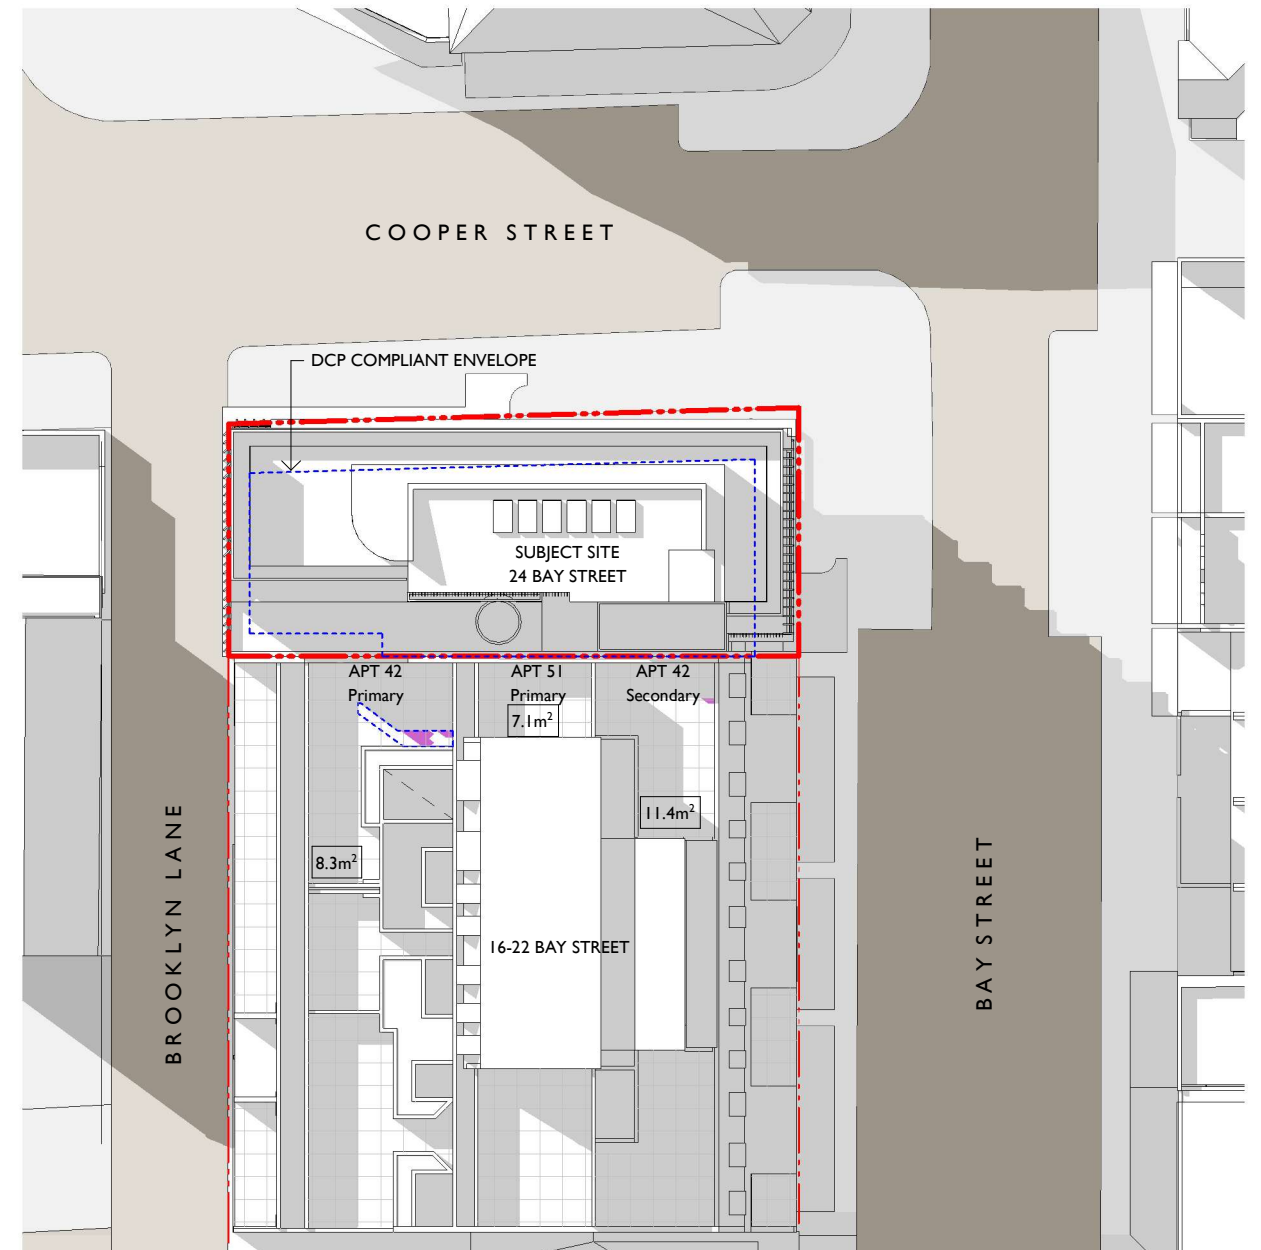 COOPER STREET
DCP COMPLIANT ENVELOPE
SUBJECT SITE
24 BAY STREET
APT 42
Primary
APT 51
Primary
7.1m²
APT 42
Secondary
11.4m²
8.3m²
BROOKLYN LANE
16-22 BAY STREET
BAY STREET